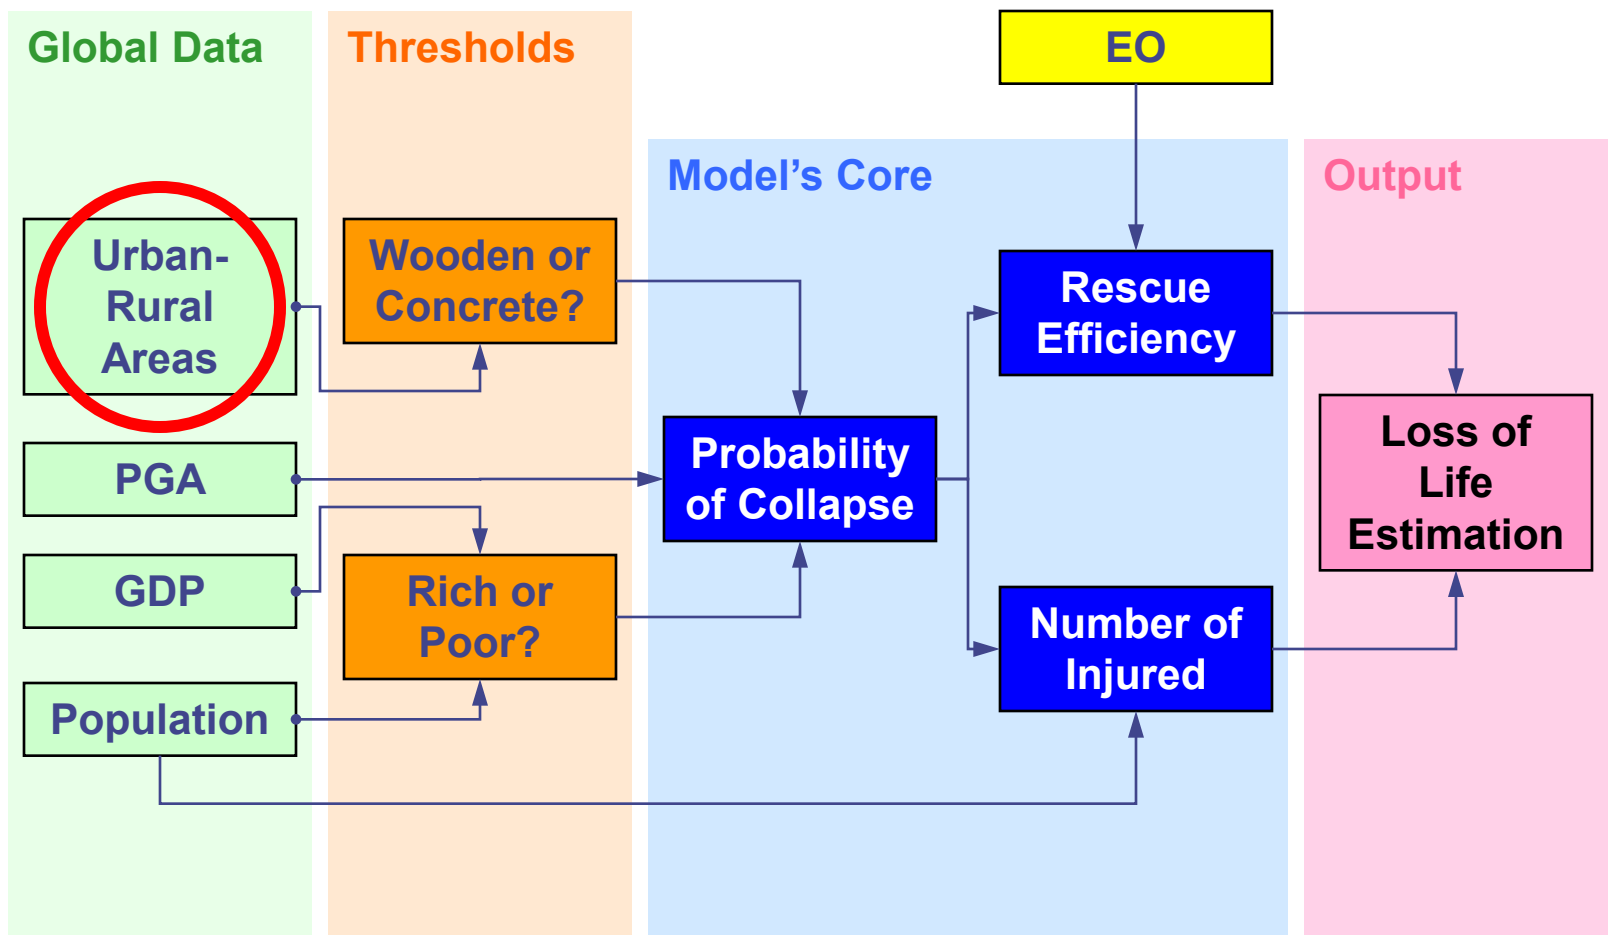 Global Data
Thresholds
EO
Model’s Core
Output
Urban-
Rural
Areas
Wooden or
Concrete?
Rescue
Efficiency
PGA
Probability
of Collapse
Loss of
Life
Estimation
GDP
Rich or
Poor?
Number of
Injured
Population